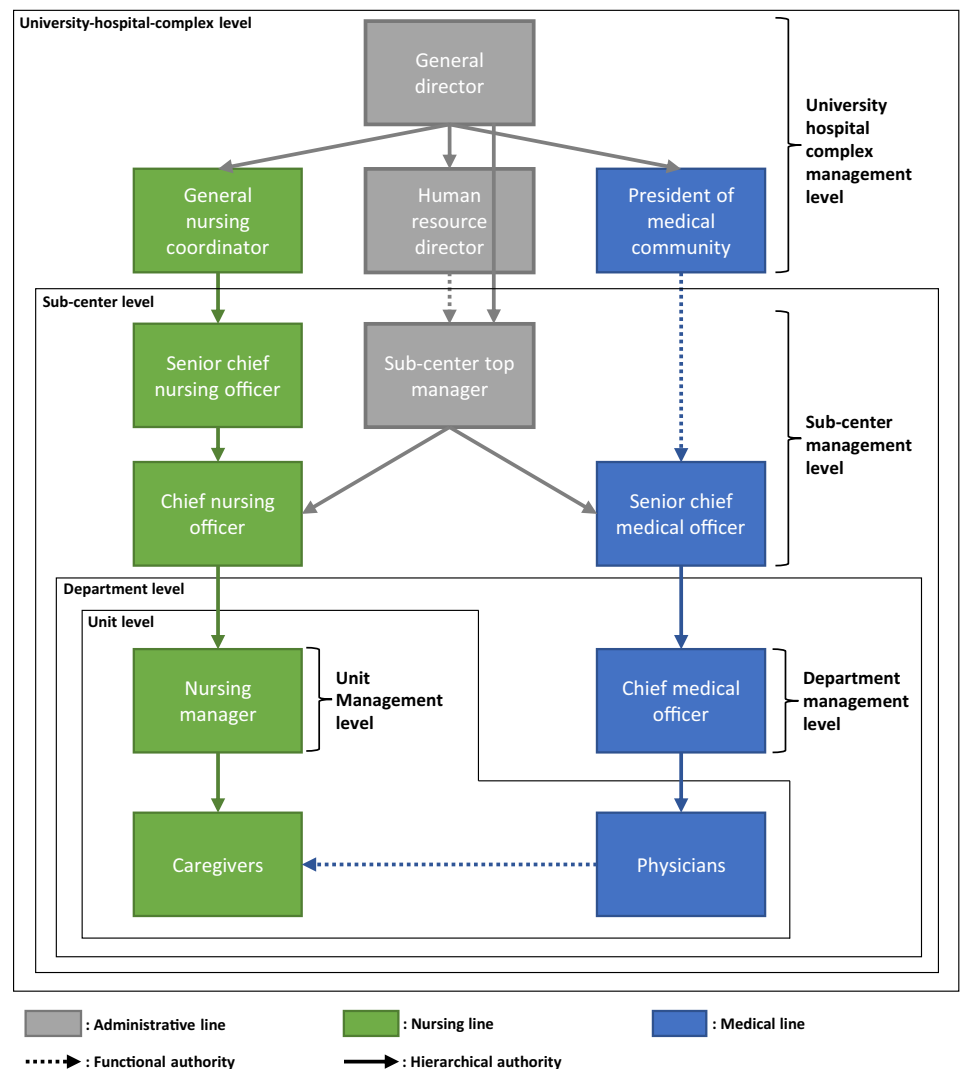 University-hospital-complex level
General
director
University
hospital
complex
management
level
General
nursing
coordinator
Human
resource
director
President of
medical
community
Sub-center level
Senior chief
nursing officer
Sub-center top
manager
Sub-center
management
level
Chief nursing
officer
Senior chief
medical officer
Department level
Unit level
Nursing
manager
Unit
Management
level
Chief medical
officer
Department
management
level
Caregivers
Physicians
: Administrative line
: Nursing line
: Medical line
: Functional authority
: Hierarchical authority